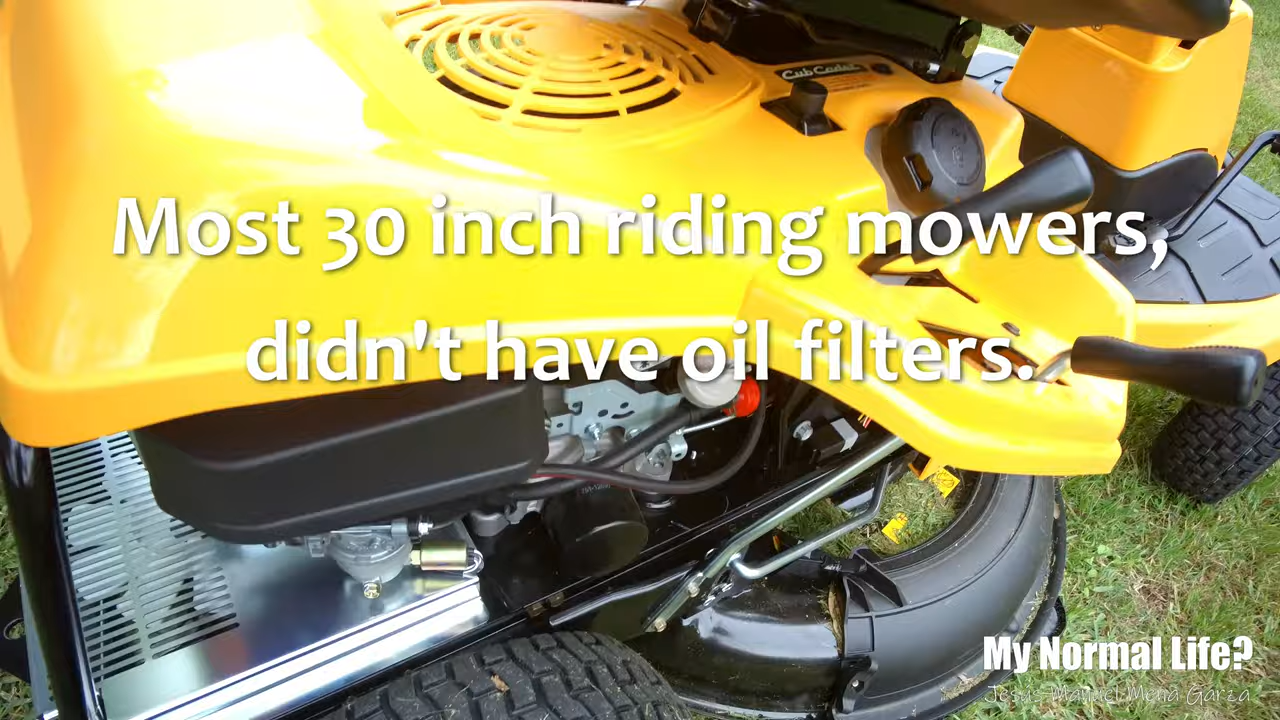 Cub Cadet
Most 30 inch riding mowers,
didn't have oil filters.
My Normal Life?
Jesus Manuel Mena Garza